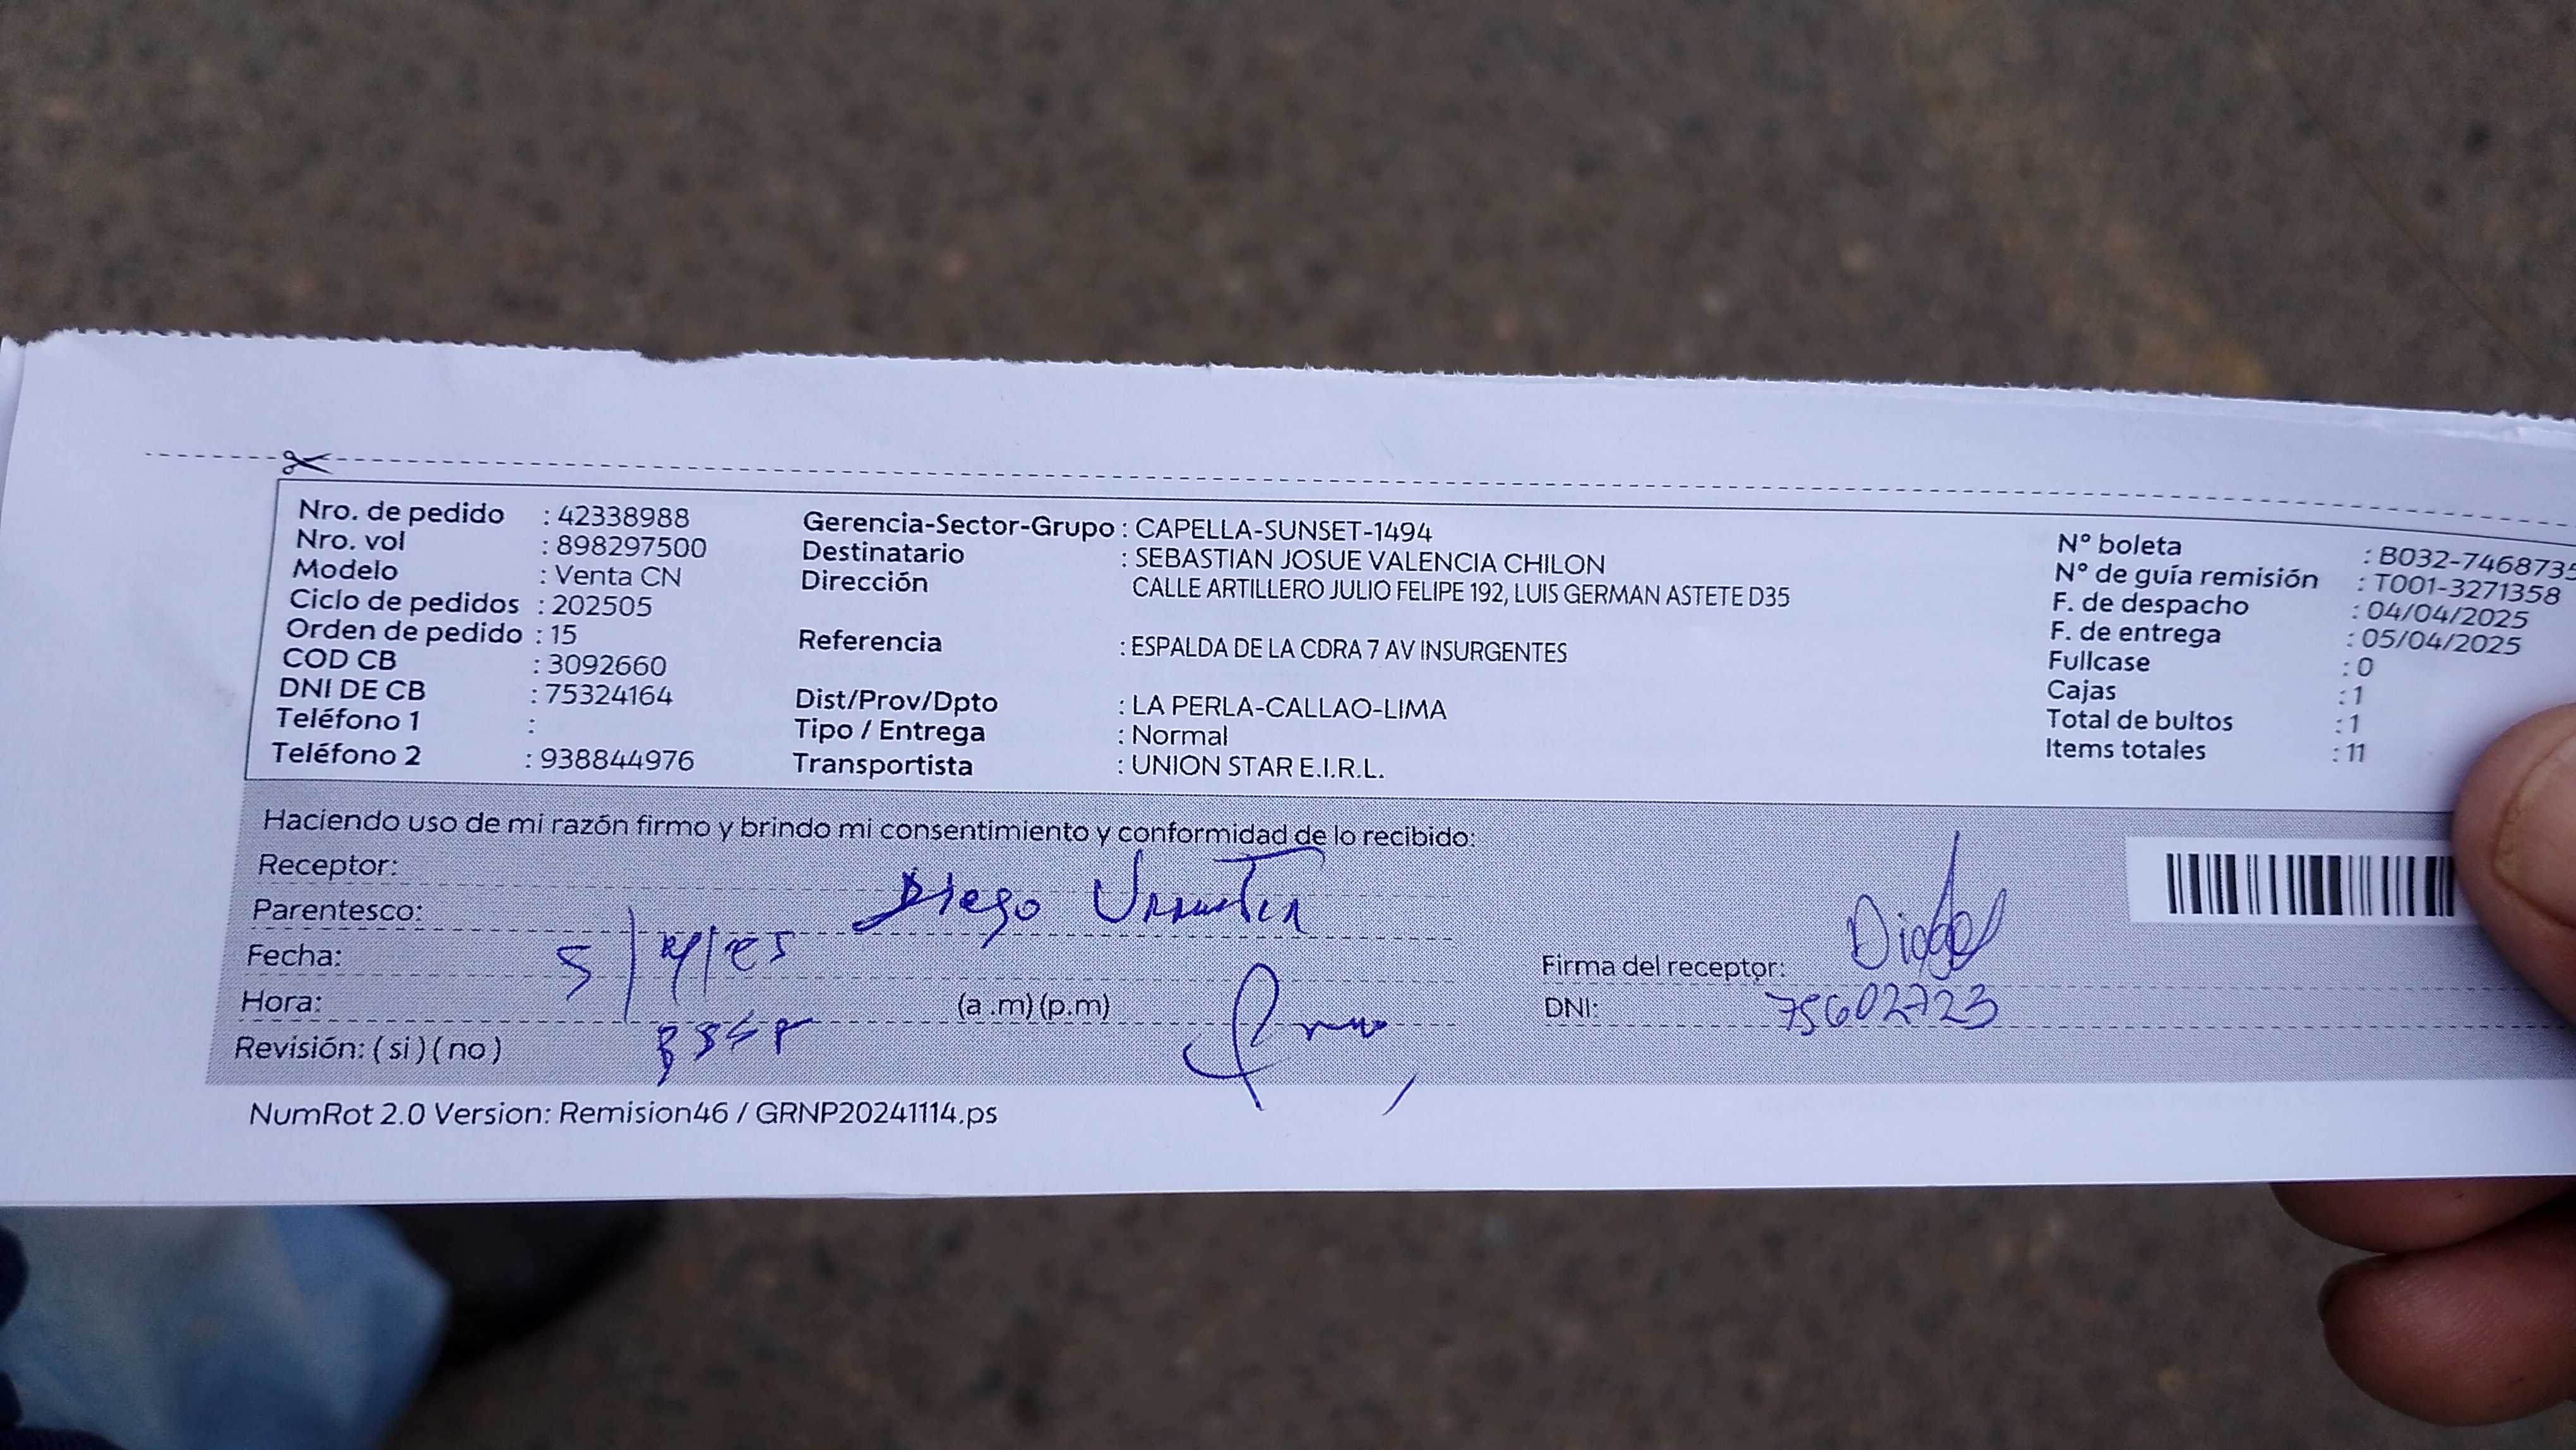 Nro. de pedido : 42338988
Nro. vol : 898297500
Modelo : Venta CN
Ciclo de pedidos : 202505
Orden de pedido : 15
COD CB : 3092660
DNI DE CB : 75324164
Teléfono 1 :
Teléfono 2 : 938844976
Gerencia-Sector-Grupo : CAPELLA-SUNSET-1494
Destinatario : SEBASTIAN JOSUE VALENCIA CHILON
Dirección CALLE ARTILLERO JULIO FELIPE 192, LUIS GERMAN ASTETE D35
Referencia : ESPALDA DE LA CDRA 7 AV INSURGENTES
Dist/Prov/Dpto : LA PERLA-CALLAO-LIMA
Tipo / Entrega : Normal
Transportista : UNION STAR E.I.R.L.
N° boleta : B032-7468735
N° de guía remisión : T001-3271358
F. de despacho : 04/04/2025
F. de entrega : 05/04/2025
Fullcase : 0
Cajas : 1
Total de bultos : 1
Items totales : 11
Haciendo uso de mi razón firmo y brindo mi consentimiento y conformidad de lo recibido:
Receptor:
Parentesco: Diego
Fecha:
Hora: (a .m) (p.m)
Revisión: ( si ) ( no )
Firma del receptor:
DNI: 75602723
NumRot 2.0 Version: Remision46 / GRNP20241114.ps